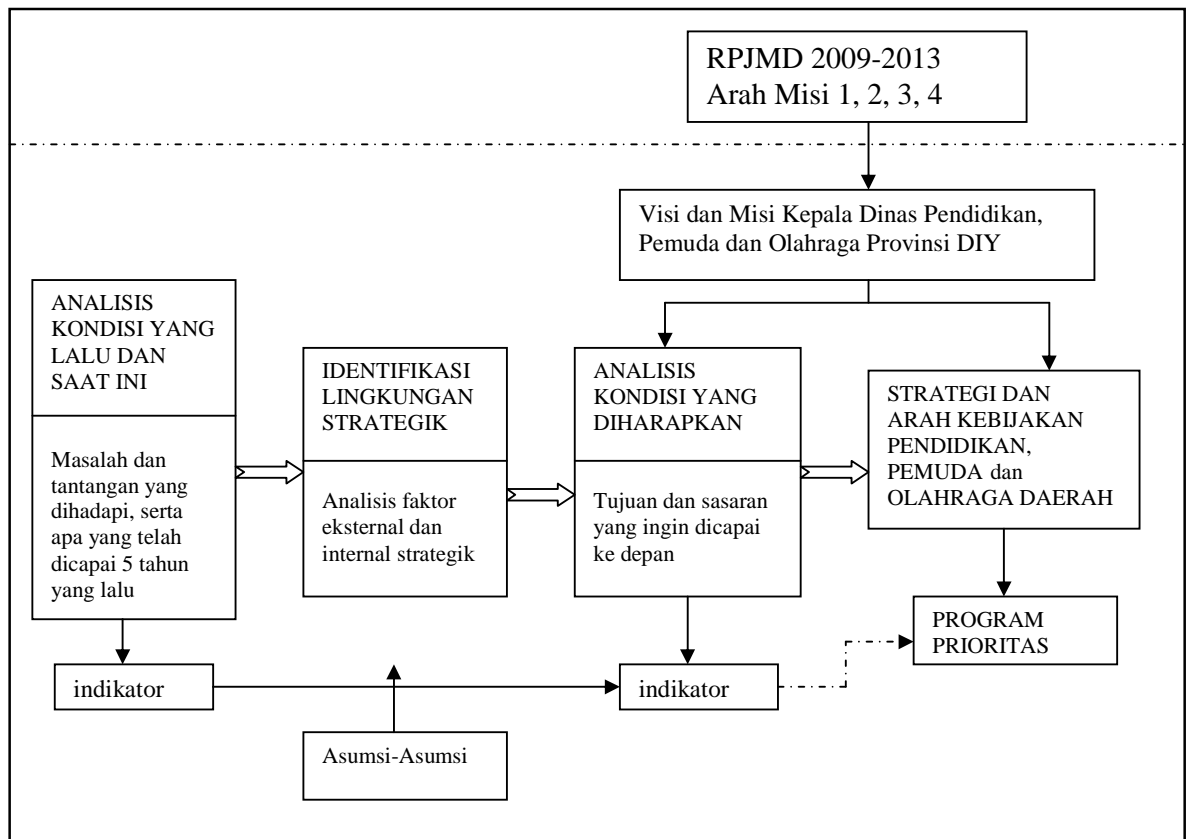 RPJMD 2009-2013
Arah Misi 1, 2, 3, 4
Visi dan Misi Kepala Dinas Pendidikan,
Pemuda dan Olahraga Provinsi DIY
ANALISIS
KONDISI YANG
LALU DAN
SAAT INI
Masalah dan
tantangan yang
dihadapi, serta
apa yang telah
dicapai 5 tahun
yang lalu
IDENTIFIKASI
LINGKUNGAN
STRATEGIK
Analisis faktor
eksternal dan
internal strategik
ANALISIS
KONDISI YANG
DIHARAPKAN
Tujuan dan sasaran
yang ingin dicapai
ke depan
STRATEGI DAN
ARAH KEBIJAKAN
PENDIDIKAN,
PEMUDA dan
OLAHRAGA DAERAH
PROGRAM
PRIORITAS
indikator
indikator
Asumsi-Asumsi